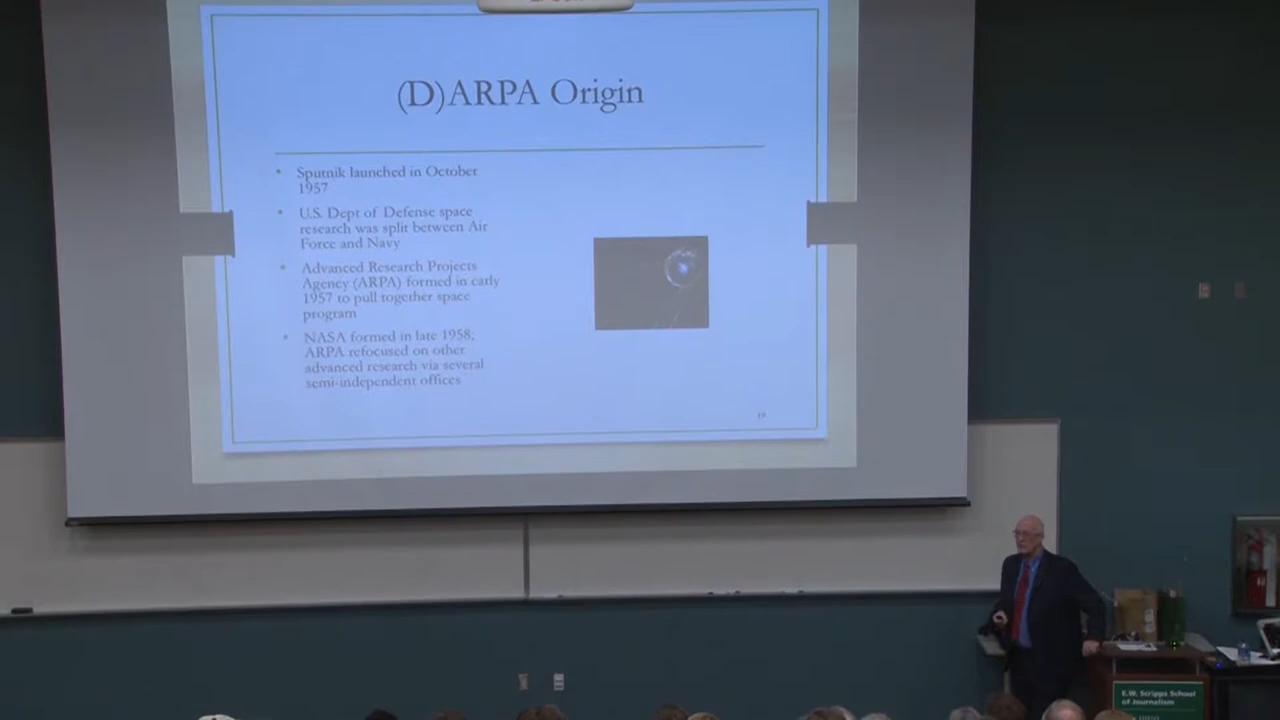 (D)ARPA Origin
• Sputnik launched in October
1957
• U.S. Dept of Defense space
research was split between Air
Force and Navy
• Advanced Research Projects
Agency (ARPA) formed in early
1957 to pull together space
program
• NASA formed in late 1958;
ARPA refocused on other
advanced research via several
semi-independent offices
19
E.W. Scripps School
of Journalism